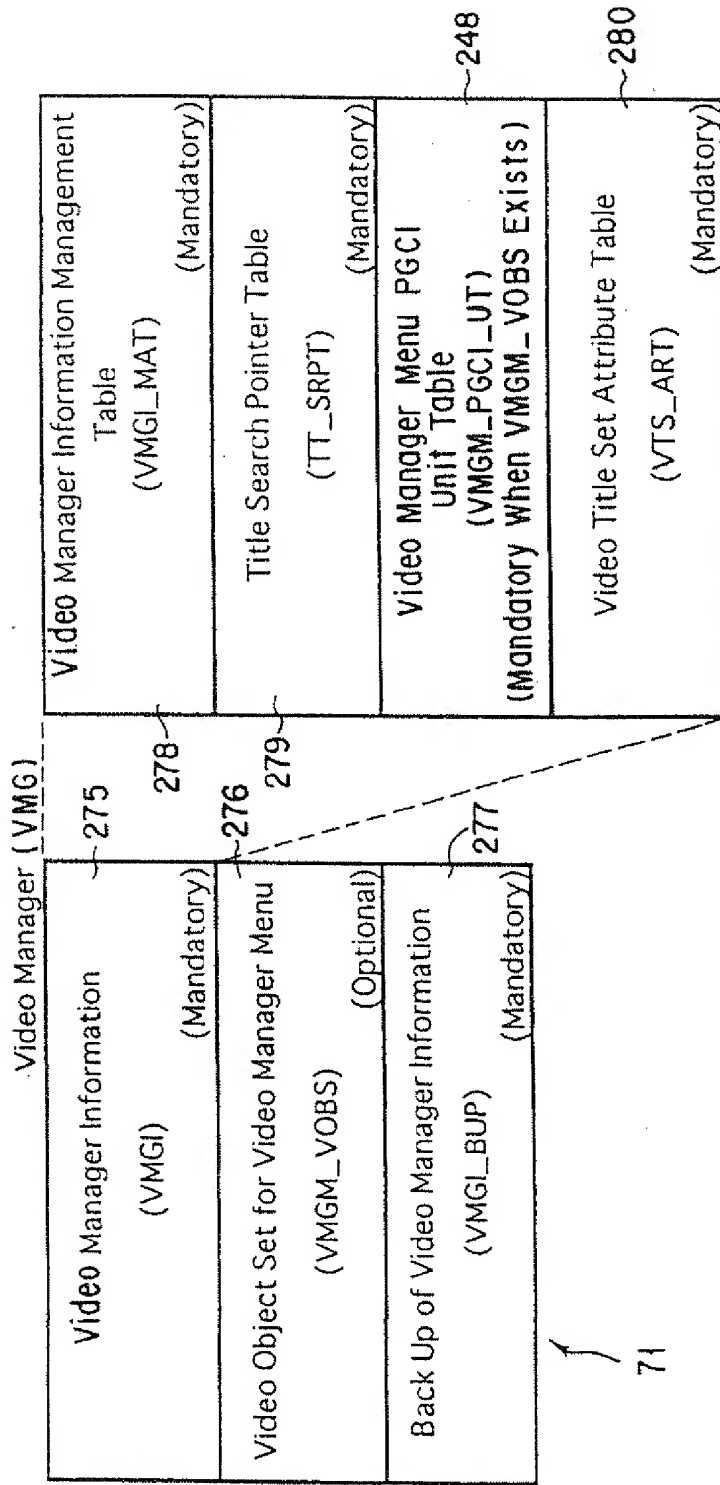 Video Manager (VMG)
Video Manager Information
(VMGI)
(Mandatory)
275
Video Object Set for Video Manager Menu
(VMGM_VOBS)
(Optional)
276
Back Up of Video Manager Information
(VMGI_BUP)
(Mandatory)
277
71
Video Manager Information Management
Table
(VMGI_MAT)
(Mandatory)
278
Title Search Pointer Table
(TT_SRPT)
(Mandatory)
279
Video Manager Menu PGCI
Unit Table
(VMGM_PGCI_UT)
(Mandatory When VMGM_VOBS Exists)
248
Video Title Set Attribute Table
(VTS_ART)
(Mandatory)
280